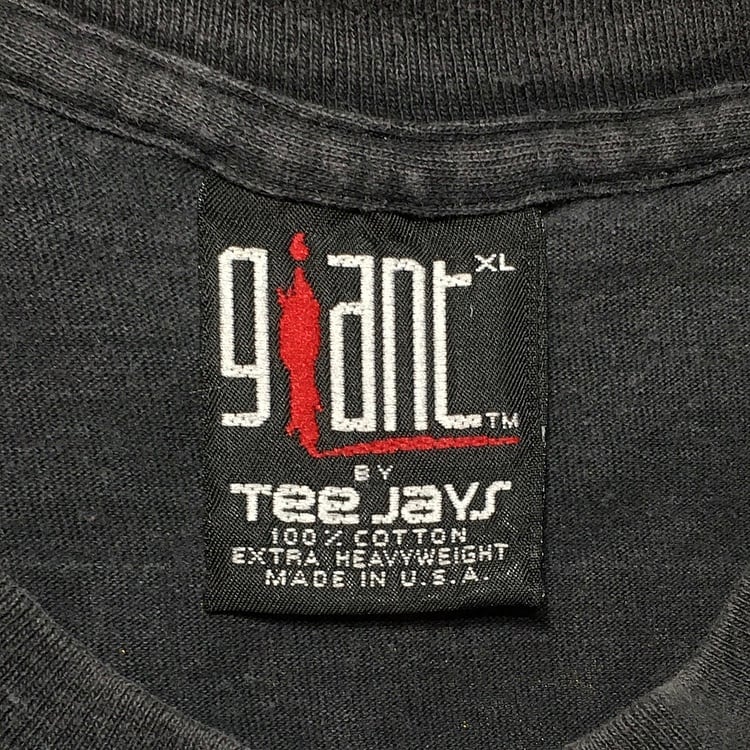 giant XL
TM
BY
Tee Jays
100% COTTON
EXTRA HEAVYWEIGHT
MADE IN U.S.A.